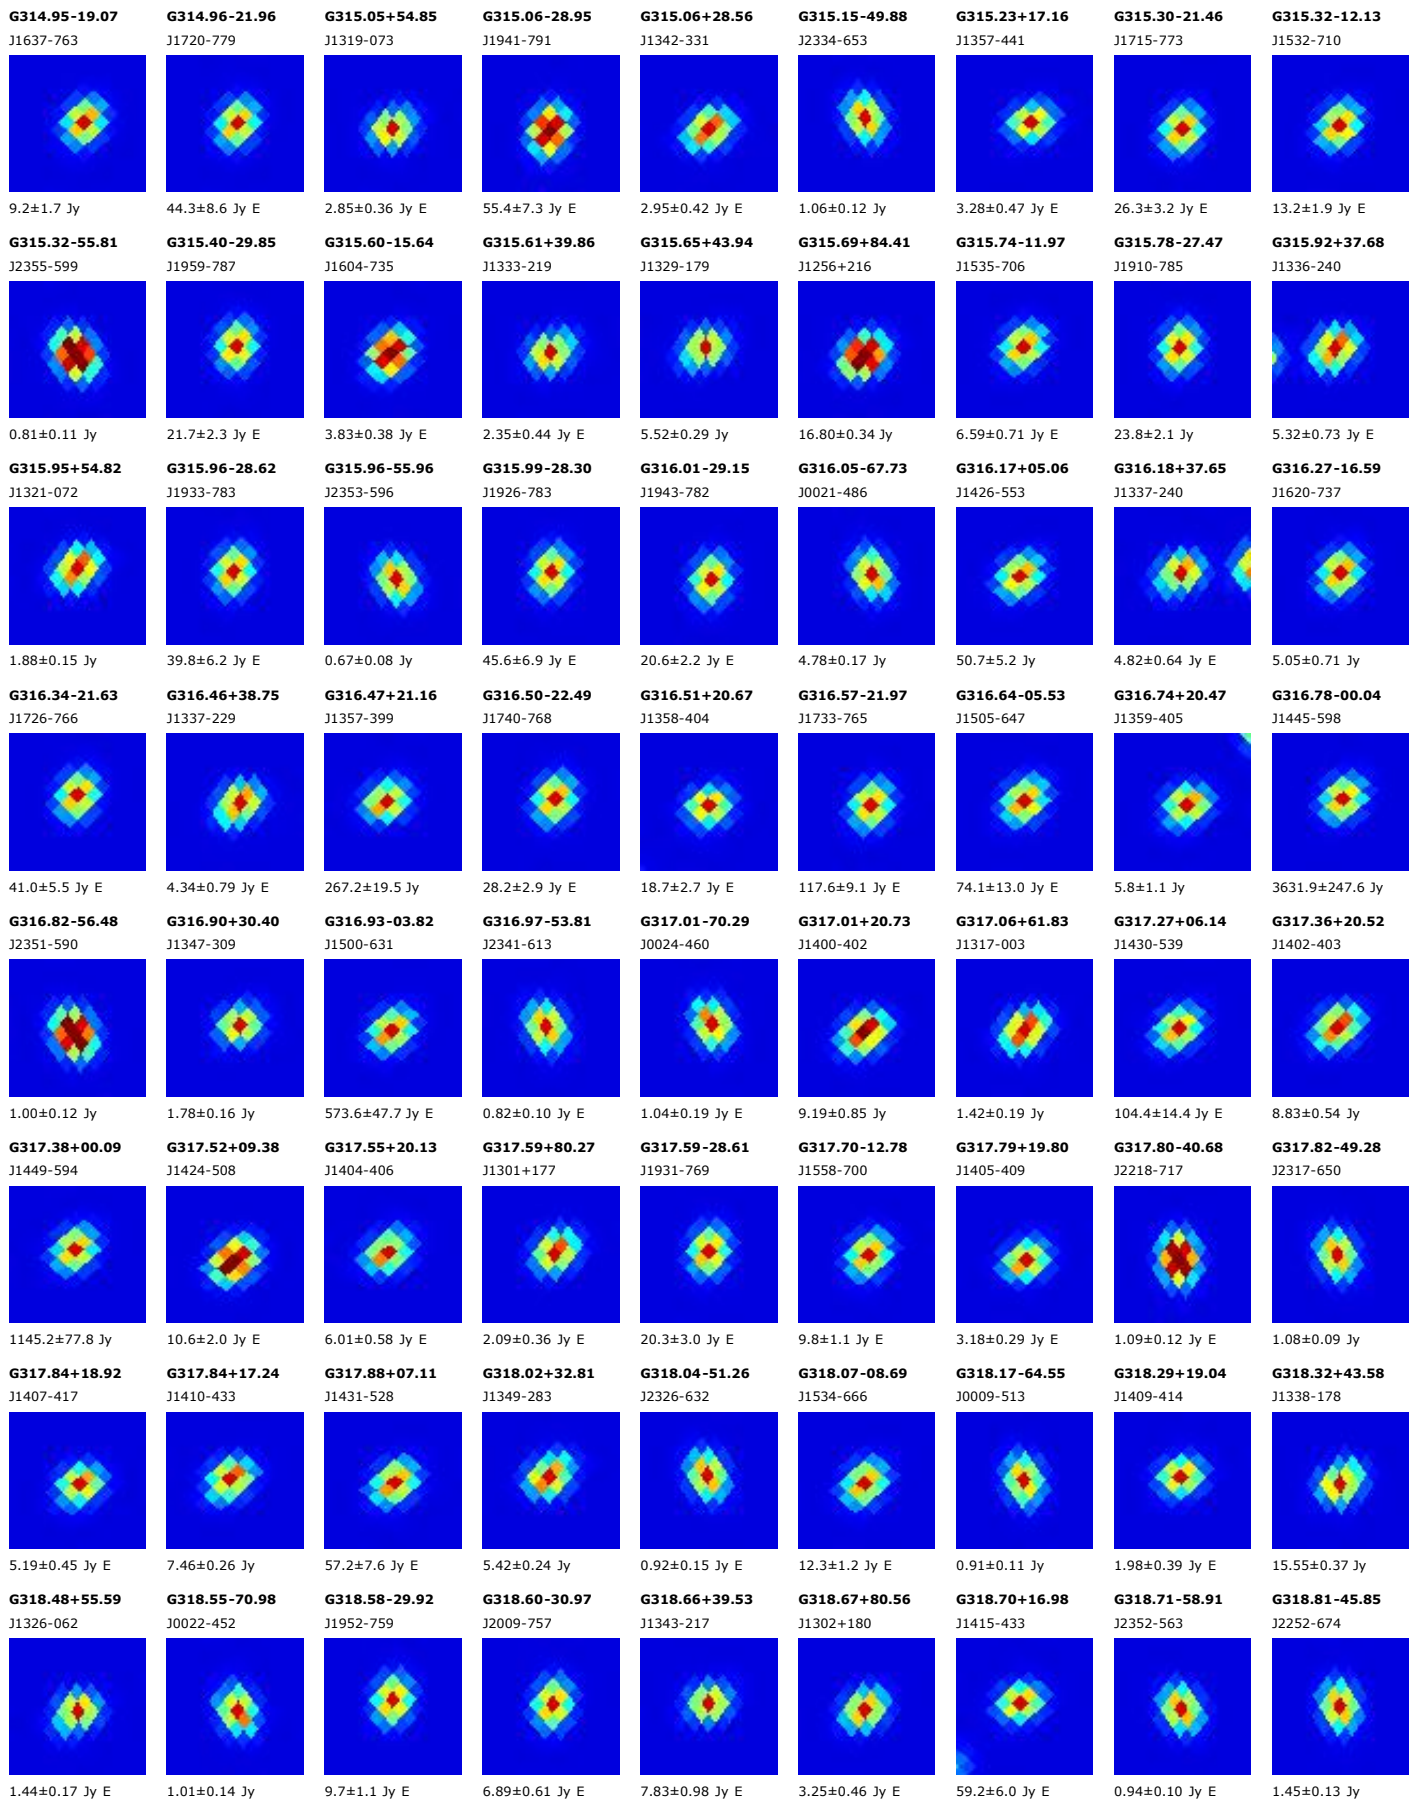 G314.95-19.07 G314.96-21.96 G315.05+54.85 G315.06-28.95 G315.06+28.56 G315.15-49.88 G315.23+17.16 G315.30-21.46 G315.32-12.13
J1637-763 J1720-779 J1319-073 J1941-791 J1342-331 J2334-653 J1357-441 J1715-773 J1532-710
9.2±1.7 Jy 44.3±8.6 Jy E 2.85±0.36 Jy E 55.4±7.3 Jy E 2.95±0.42 Jy E 1.06±0.12 Jy 3.28±0.47 Jy E 26.3±3.2 Jy E 13.2±1.9 Jy E
G315.32-55.81 G315.40-29.85 G315.60-15.64 G315.61+39.86 G315.65+43.94 G315.69+84.41 G315.74-11.97 G315.78-27.47 G315.92+37.68
J2355-599 J1959-787 J1604-735 J1333-219 J1329-179 J1256+216 J1535-706 J1910-785 J1336-240
0.81±0.11 Jy 21.7±2.3 Jy E 3.83±0.38 Jy E 2.35±0.44 Jy E 5.52±0.29 Jy 16.80±0.34 Jy 6.59±0.71 Jy E 23.8±2.1 Jy 5.32±0.73 Jy E
G315.95+54.82 G315.96-28.62 G315.96-55.96 G315.99-28.30 G316.01-29.15 G316.05-67.73 G316.17+05.06 G316.18+37.65 G316.27-16.59
J1321-072 J1933-783 J2353-596 J1926-783 J1943-782 J0021-486 J1426-553 J1337-240 J1620-737
1.88±0.15 Jy 39.8±6.2 Jy E 0.67±0.08 Jy 45.6±6.9 Jy E 20.6±2.2 Jy E 4.78±0.17 Jy 50.7±5.2 Jy 4.82±0.64 Jy E 5.05±0.71 Jy
G316.34-21.63 G316.46+38.75 G316.47+21.16 G316.50-22.49 G316.51+20.67 G316.57-21.97 G316.64-05.53 G316.74+20.47 G316.78-00.04
J1726-766 J1337-229 J1357-399 J1740-768 J1358-404 J1733-765 J1505-647 J1359-405 J1445-598
41.0±5.5 Jy E 4.34±0.79 Jy E 267.2±19.5 Jy 28.2±2.9 Jy E 18.7±2.7 Jy E 117.6±9.1 Jy E 74.1±13.0 Jy E 5.8±1.1 Jy 3631.9±247.6 Jy
G316.82-56.48 G316.90+30.40 G316.93-03.82 G316.97-53.81 G317.01-70.29 G317.01+20.73 G317.06+61.83 G317.27+06.14 G317.36+20.52
J2351-590 J1347-309 J1500-631 J2341-613 J0024-460 J1400-402 J1317-003 J1430-539 J1402-403
1.00±0.12 Jy 1.78±0.16 Jy 573.6±47.7 Jy E 0.82±0.10 Jy E 1.04±0.19 Jy E 9.19±0.85 Jy 1.42±0.19 Jy 104.4±14.4 Jy E 8.83±0.54 Jy
G317.38+00.09 G317.52+09.38 G317.55+20.13 G317.59+80.27 G317.59-28.61 G317.70-12.78 G317.79+19.80 G317.80-40.68 G317.82-49.28
J1449-594 J1424-508 J1404-406 J1301+177 J1931-769 J1558-700 J1405-409 J2218-717 J2317-650
1145.2±77.8 Jy 10.6±2.0 Jy E 6.01±0.58 Jy E 2.09±0.36 Jy E 20.3±3.0 Jy E 9.8±1.1 Jy E 3.18±0.29 Jy E 1.09±0.12 Jy E 1.08±0.09 Jy
G317.84+18.92 G317.84+17.24 G317.88+07.11 G318.02+32.81 G318.04-51.26 G318.07-08.69 G318.17-64.55 G318.29+19.04 G318.32+43.58
J1407-417 J1410-433 J1431-528 J1349-283 J2326-632 J1534-666 J0009-513 J1409-414 J1338-178
5.19±0.45 Jy E 7.46±0.26 Jy 57.2±7.6 Jy E 5.42±0.24 Jy 0.92±0.15 Jy E 12.3±1.2 Jy E 0.91±0.11 Jy 1.98±0.39 Jy E 15.55±0.37 Jy
G318.48+55.59 G318.55-70.98 G318.58-29.92 G318.60-30.97 G318.66+39.53 G318.67+80.56 G318.70+16.98 G318.71-58.91 G318.81-45.85
J1326-062 J0022-452 J1952-759 J2009-757 J1343-217 J1302+180 J1415-433 J2352-563 J2252-674
1.44±0.17 Jy E 1.01±0.14 Jy 9.7±1.1 Jy E 6.89±0.61 Jy E 7.83±0.98 Jy E 3.25±0.46 Jy E 59.2±6.0 Jy E 0.94±0.10 Jy E 1.45±0.13 Jy